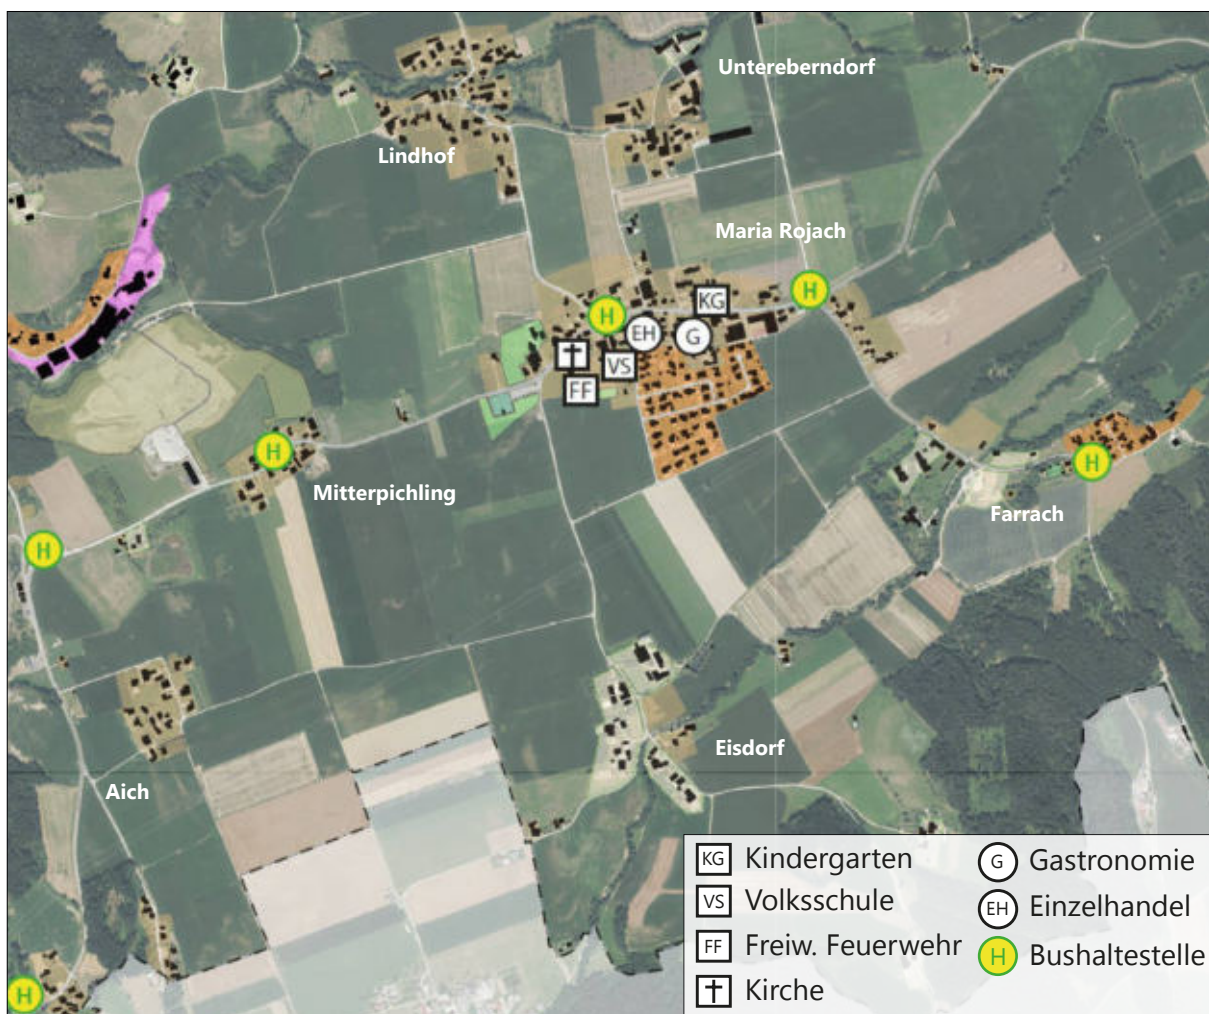 Untereberndorf
Lindhof
Maria Rojach
H
H
KG
EH
G
VS
FF
H
Mitterpichling
H
Farrach
H
Eisdorf
Aich
H
KG Kindergarten
VS Volksschule
FF Freiw. Feuerwehr
Kirche
G Gastronomie
EH Einzelhandel
H Bushaltestelle